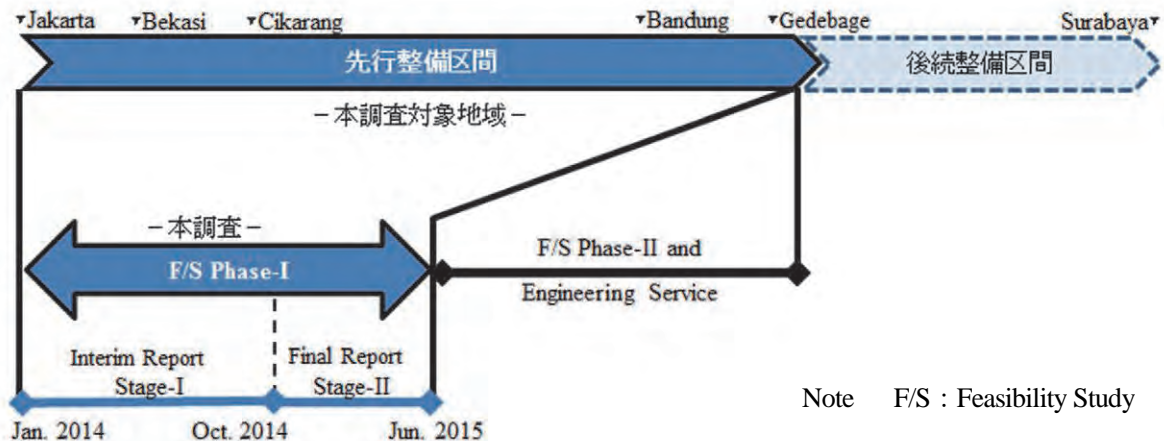 Jakarta Bekasi Cikarang Bandung Gedebage Surabaya
先行整備区間 後続整備区間
－本調査対象地域－
－本調査－
F/S Phase-I
F/S Phase-II and
Engineering Service
Interim Report
Stage-I
Final Report
Stage-II
Jan. 2014 Oct. 2014 Jun. 2015
Note F/S：Feasibility Study